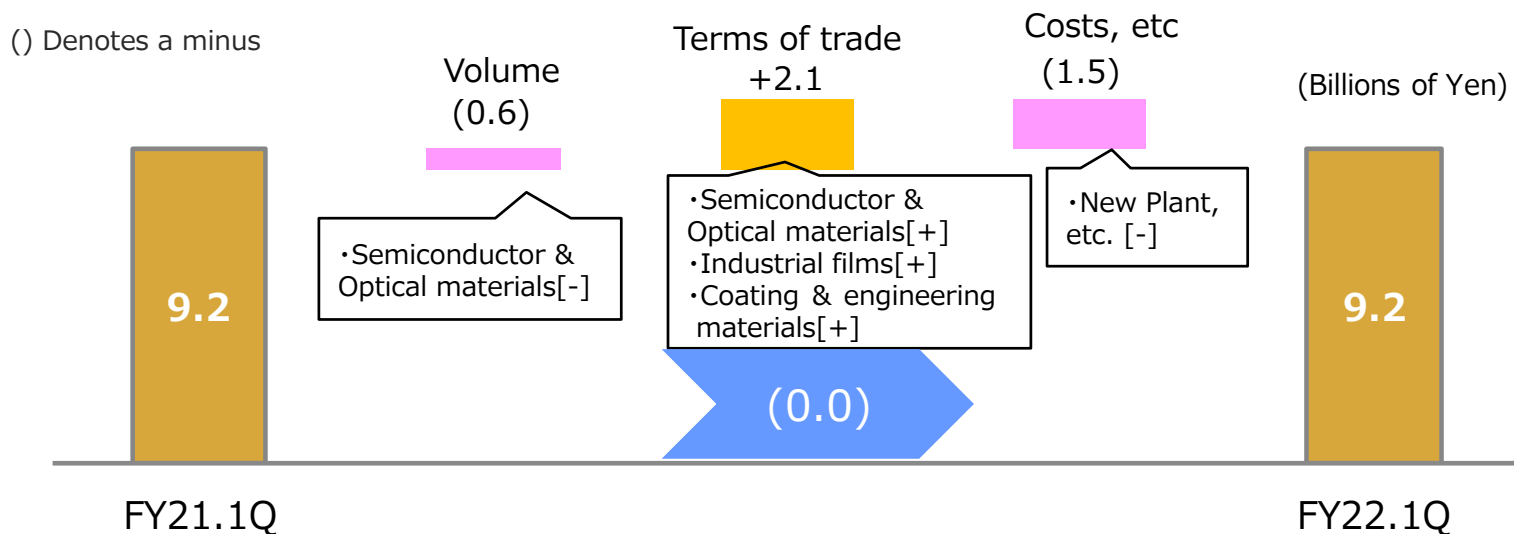 () Denotes a minus
Volume
(0.6)
Terms of trade
+2.1
Costs, etc
(1.5)
(Billions of Yen)
・Semiconductor &
Optical materials[-]
・Semiconductor &
Optical materials[+]
・Industrial films[+]
・Coating & engineering
materials[+]
・New Plant,
etc. [-]
9.2
(0.0)
9.2
FY21.1Q
FY22.1Q